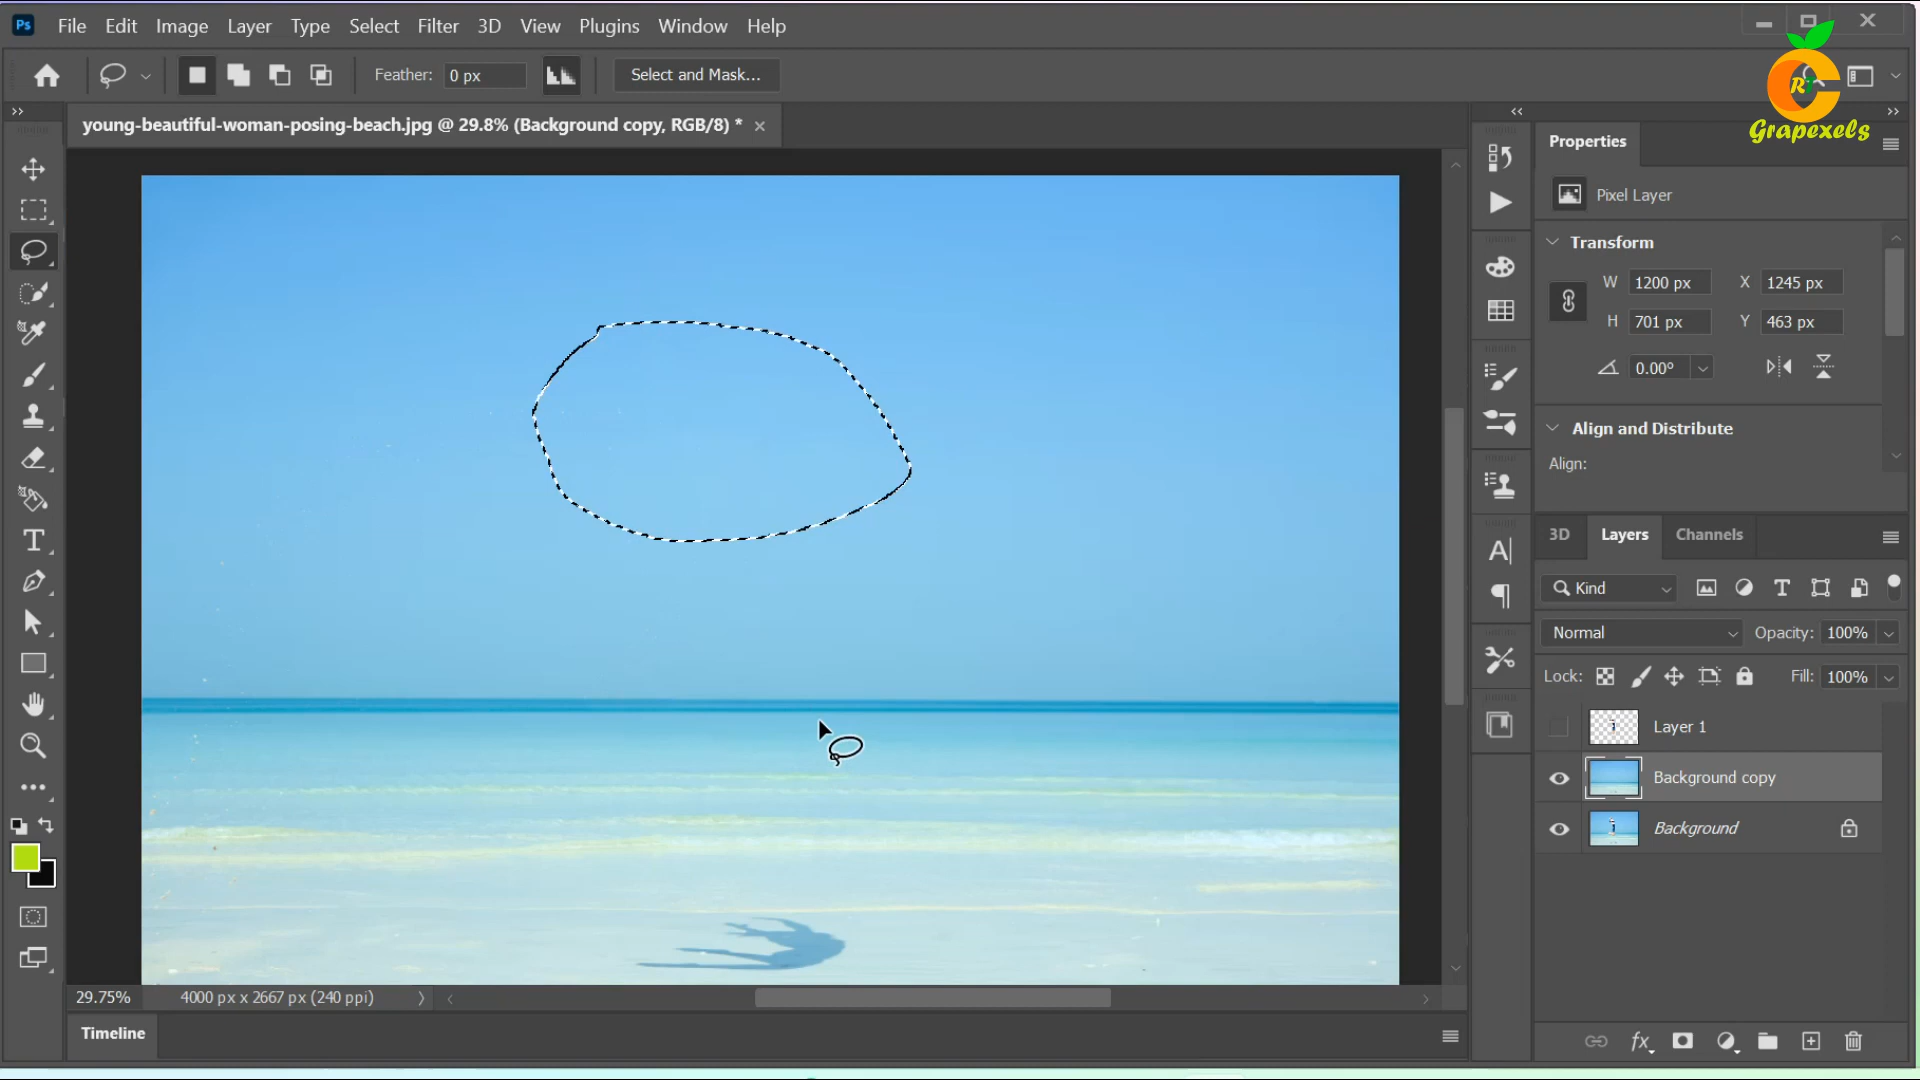 Ps File Edit Image Layer Type Select Filter 3D View Plugins Window Help
Feather: 0 px Select and Mask...
RT
Grapexels
young-beautiful-woman-posing-beach.jpg @ 29.8% (Background copy, RGB/8) *
Properties
Pixel Layer
Transform
W 1200 px X 1245 px
H 701 px Y 463 px
0.00°
Align and Distribute
Align:
3D Layers Channels
Kind
Normal Opacity: 100%
Lock: Fill: 100%
Layer 1
Background copy
Background
fx
29.75% 4000 px x 2667 px (240 ppi)
Timeline